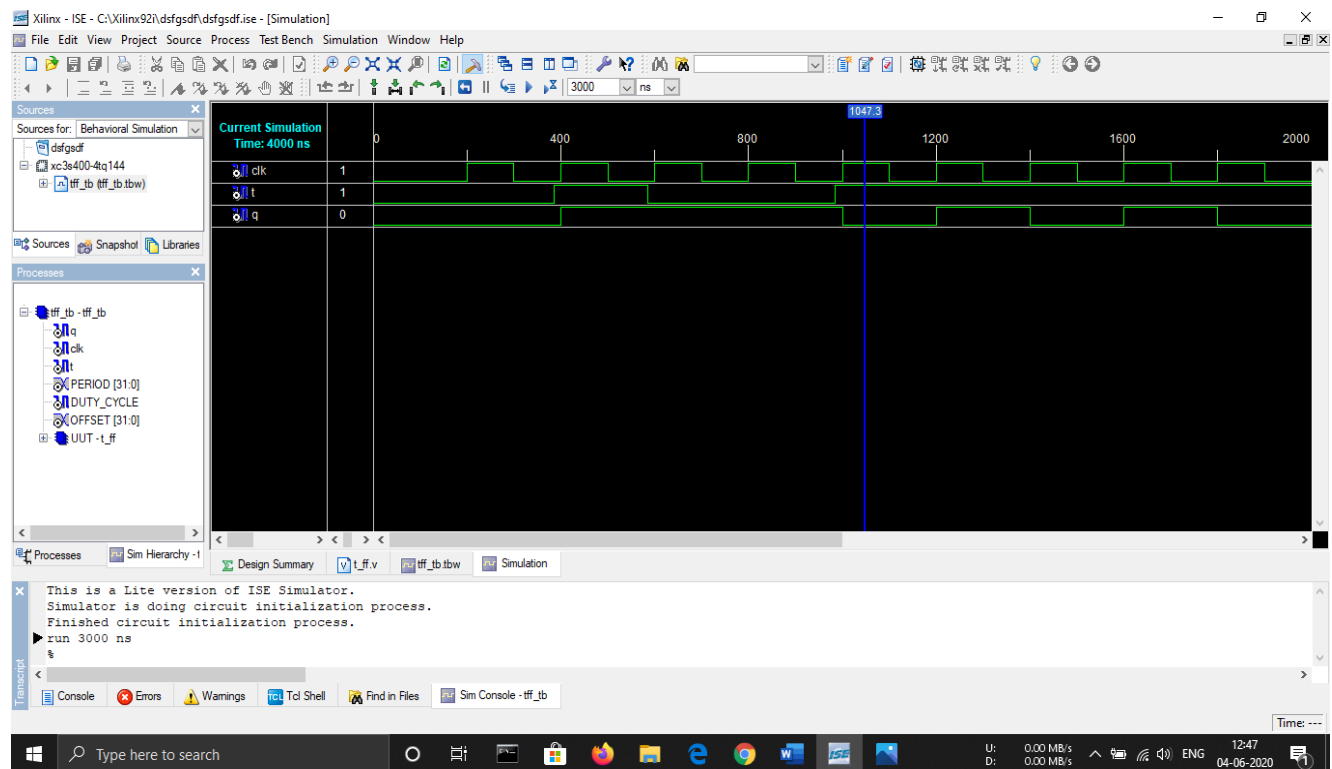 Xilinx - ISE - C:\Xilinx92i\dsfgsdf\dsfgsdf.ise - [Simulation]
File Edit View Project Source Process Test Bench Simulation Window Help
3000 ns
Sources
Sources for: Behavioral Simulation
dsfgsdf
xc3s400-4tq144
tff_tb (tff_tb.tbw)
Sources Snapshot Libraries
Processes
tff_tb - tff_tb
q
clk
t
PERIOD [31:0]
DUTY_CYCLE
OFFSET [31:0]
UUT - t_ff
Processes Sim Hierarchy - t
Current Simulation
Time: 4000 ns
1047.3
0 400 800 1200 1600 2000
clk 1
t 1
q 0
Design Summary t_ff.v tff_tb.tbw Simulation
This is a Lite version of ISE Simulator.
Simulator is doing circuit initialization process.
Finished circuit initialization process.
run 3000 ns
%
Transcript
Console Errors Warnings TCL Tcl Shell Find in Files Sim Console - tff_tb
Time: ---
Type here to search
W ISE
U: 0.00 MB/s
D: 0.00 MB/s
ENG
12:47
04-06-2020
1